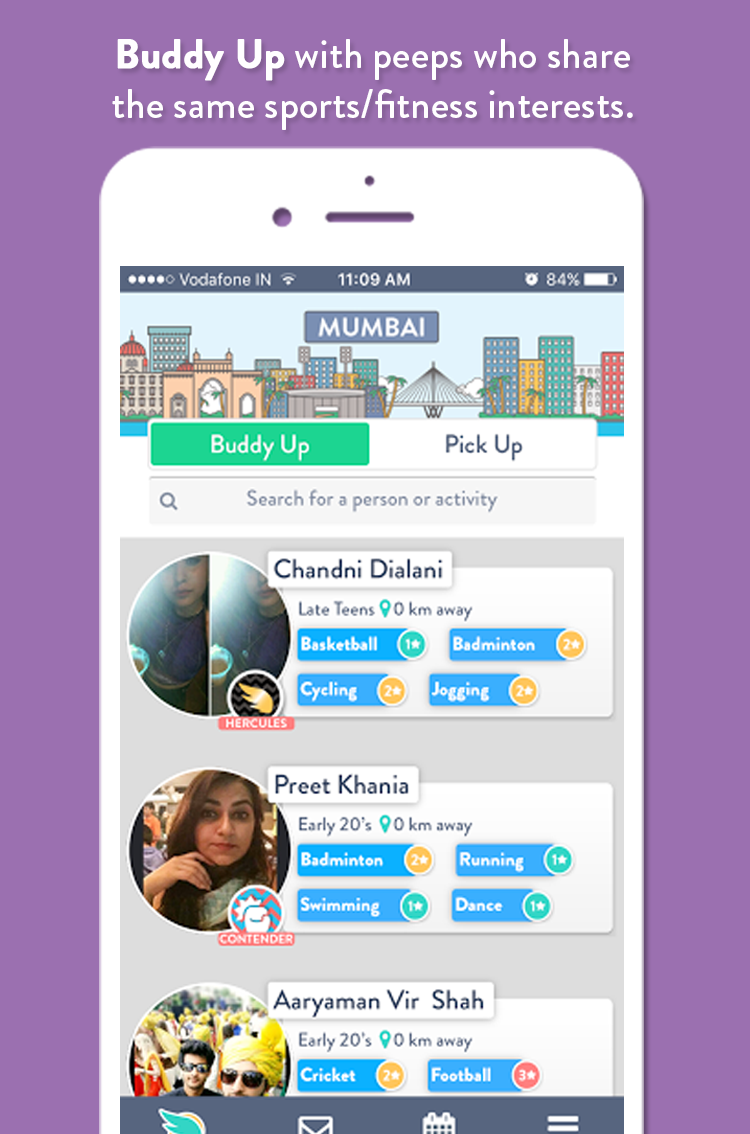 Buddy Up with peeps who share
the same sports/fitness interests.
Vodafone IN 11:09 AM 84%
MUMBAI
Buddy Up Pick Up
Search for a person or activity
Chandni Dialani
Late Teens 0 km away
Basketball 1★ Badminton 2★
Cycling 2★ Jogging 2★
HERCULES
Preet Khania
Early 20's 0 km away
Badminton 2★ Running 1★
Swimming 1★ Dance 1★
CONTENDER
Aaryaman Vir Shah
Early 20's 0 km away
Cricket 2★ Football 3★